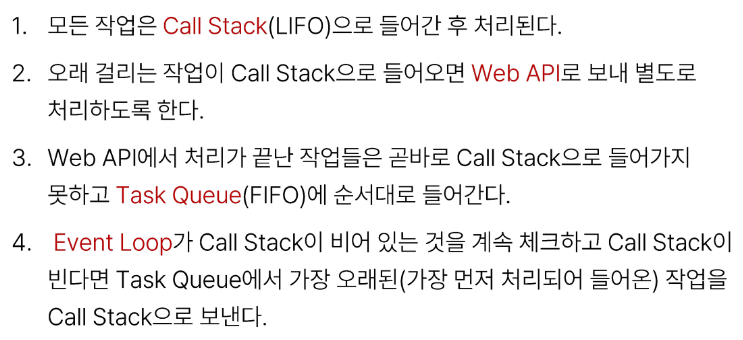 1. 모든 작업은 Call Stack(LIFO)으로 들어간 후 처리된다.
2. 오래 걸리는 작업이 Call Stack으로 들어오면 Web API로 보내 별도로
처리하도록 한다.
3. Web API에서 처리가 끝난 작업들은 곧바로 Call Stack으로 들어가지
못하고 Task Queue(FIFO)에 순서대로 들어간다.
4. Event Loop가 Call Stack이 비어 있는 것을 계속 체크하고 Call Stack이
빈다면 Task Queue에서 가장 오래된(가장 먼저 처리되어 들어온) 작업을
Call Stack으로 보낸다.